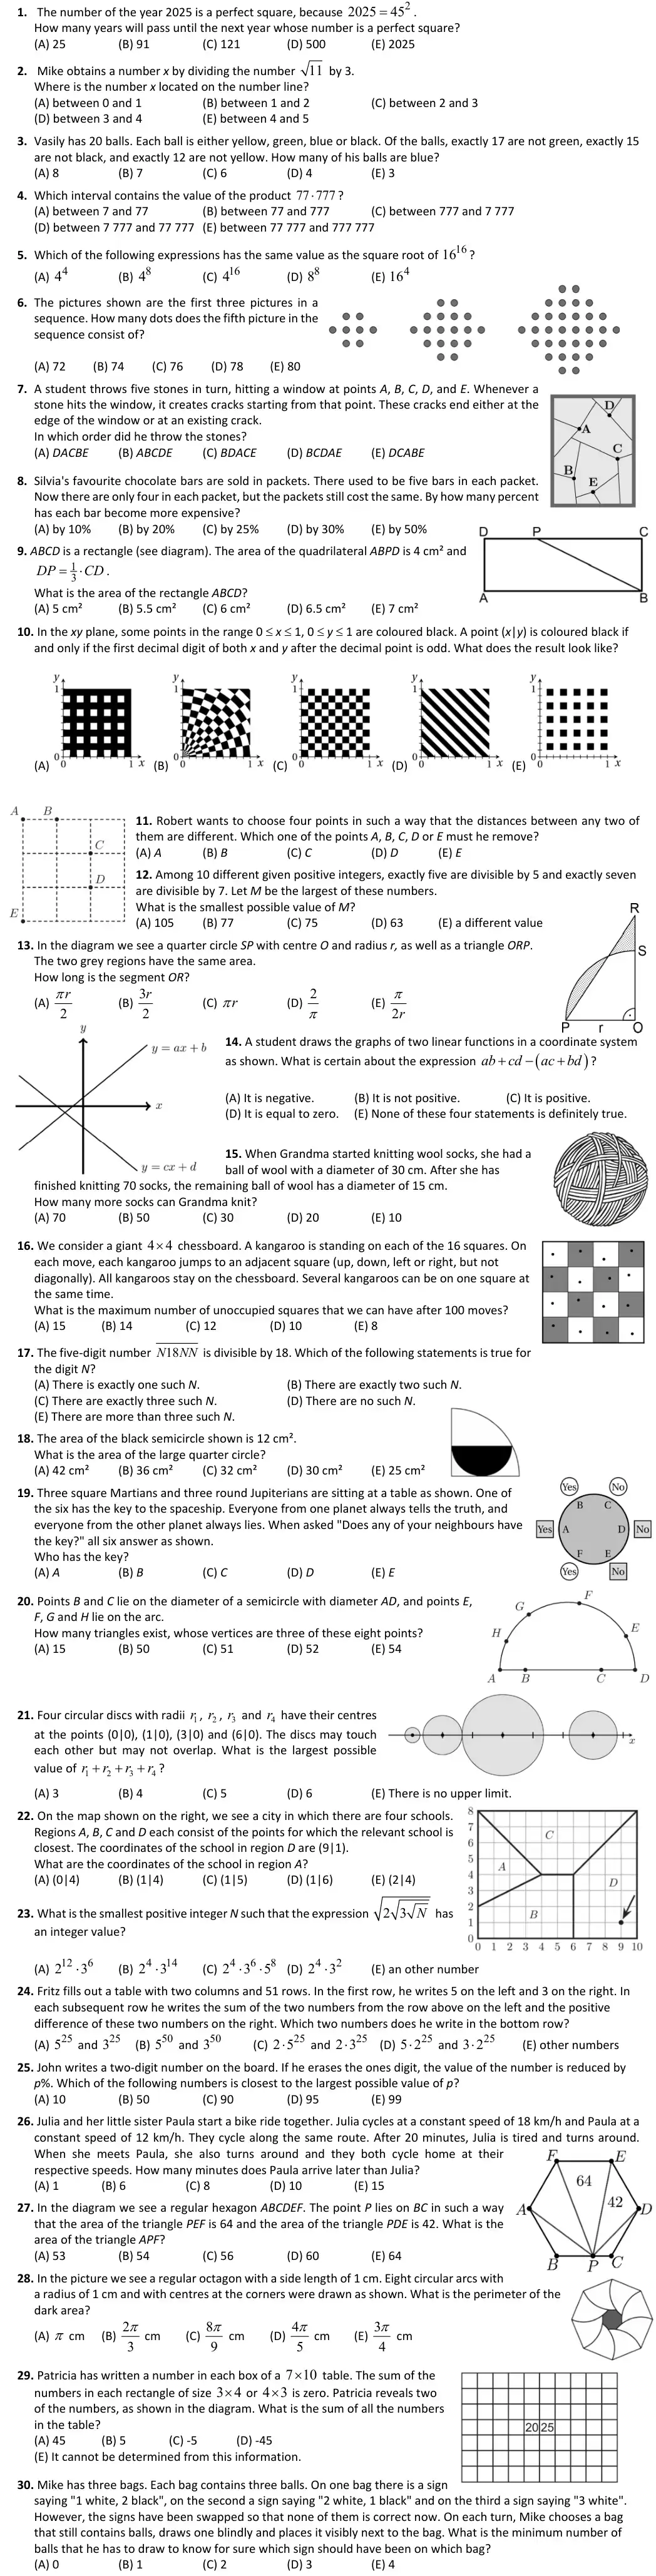 1. The number of the year 2025 is a perfect square, because 2025 = 45².
How many years will pass until the next year whose number is a perfect square?
(A) 25 (B) 91 (C) 121 (D) 500 (E) 2025
2. Mike obtains a number x by dividing the number √11 by 3.
Where is the number x located on the number line?
(A) between 0 and 1 (B) between 1 and 2 (C) between 2 and 3
(D) between 3 and 4 (E) between 4 and 5
3. Vasily has 20 balls. Each ball is either yellow, green, blue or black. Of the balls, exactly 17 are not green, exactly 15
are not black, and exactly 12 are not yellow. How many of his balls are blue?
(A) 8 (B) 7 (C) 6 (D) 4 (E) 3
4. Which interval contains the value of the product 77·777?
(A) between 7 and 77 (B) between 77 and 777 (C) between 777 and 7 777
(D) between 7 777 and 77 777 (E) between 77 777 and 777 777
5. Which of the following expressions has the same value as the square root of 16¹⁶?
(A) 4⁴ (B) 4⁸ (C) 4¹⁶ (D) 8⁸ (E) 16⁴
6. The pictures shown are the first three pictures in a
sequence. How many dots does the fifth picture in the
sequence consist of?
(A) 72 (B) 74 (C) 76 (D) 78 (E) 80
7. A student throws five stones in turn, hitting a window at points A, B, C, D, and E. Whenever a
stone hits the window, it creates cracks starting from that point. These cracks end either at the
edge of the window or at an existing crack.
In which order did he throw the stones?
(A) DACBE (B) ABCDE (C) BDACE (D) BCDAE (E) DCABE
D
A
C
B
E
8. Silvia's favourite chocolate bars are sold in packets. There used to be five bars in each packet.
Now there are only four in each packet, but the packets still cost the same. By how many percent
has each bar become more expensive?
(A) by 10% (B) by 20% (C) by 25% (D) by 30% (E) by 50%
9. ABCD is a rectangle (see diagram). The area of the quadrilateral ABPD is 4 cm² and
DP = 1/3 · CD.
What is the area of the rectangle ABCD?
(A) 5 cm² (B) 5.5 cm² (C) 6 cm² (D) 6.5 cm² (E) 7 cm²
D P C
A B
10. In the xy plane, some points in the range 0 ≤ x ≤ 1, 0 ≤ y ≤ 1 are coloured black. A point (x|y) is coloured black if
and only if the first decimal digit of both x and y after the decimal point is odd. What does the result look like?
y y y y y
1 1 1 1 1
0 0 0 0 0
(A) 0 1 x (B) 0 1 x (C) 0 1 x (D) 0 1 x (E) 0 1 x
A B
C
D
E
11. Robert wants to choose four points in such a way that the distances between any two of
them are different. Which one of the points A, B, C, D or E must he remove?
(A) A (B) B (C) C (D) D (E) E
12. Among 10 different given positive integers, exactly five are divisible by 5 and exactly seven
are divisible by 7. Let M be the largest of these numbers.
What is the smallest possible value of M?
(A) 105 (B) 77 (C) 75 (D) 63 (E) a different value
13. In the diagram we see a quarter circle SP with centre O and radius r, as well as a triangle ORP.
The two grey regions have the same area.
How long is the segment OR?
(A) πr/2 (B) 3r/2 (C) πr (D) 2/π (E) π/2r
R
S
P r O
y
y = ax + b
x
y = cx + d
14. A student draws the graphs of two linear functions in a coordinate system
as shown. What is certain about the expression ab + cd − (ac + bd)?
(A) It is negative. (B) It is not positive. (C) It is positive.
(D) It is equal to zero. (E) None of these four statements is definitely true.
15. When Grandma started knitting wool socks, she had a
ball of wool with a diameter of 30 cm. After she has
finished knitting 70 socks, the remaining ball of wool has a diameter of 15 cm.
How many more socks can Grandma knit?
(A) 70 (B) 50 (C) 30 (D) 20 (E) 10
16. We consider a giant 4×4 chessboard. A kangaroo is standing on each of the 16 squares. On
each move, each kangaroo jumps to an adjacent square (up, down, left or right, but not
diagonally). All kangaroos stay on the chessboard. Several kangaroos can be on one square at
the same time.
What is the maximum number of unoccupied squares that we can have after 100 moves?
(A) 15 (B) 14 (C) 12 (D) 10 (E) 8
17. The five-digit number N18NN is divisible by 18. Which of the following statements is true for
the digit N?
(A) There is exactly one such N. (B) There are exactly two such N.
(C) There are exactly three such N. (D) There are no such N.
(E) There are more than three such N.
18. The area of the black semicircle shown is 12 cm².
What is the area of the large quarter circle?
(A) 42 cm² (B) 36 cm² (C) 32 cm² (D) 30 cm² (E) 25 cm²
19. Three square Martians and three round Jupiterians are sitting at a table as shown. One of
the six has the key to the spaceship. Everyone from one planet always tells the truth, and
everyone from the other planet always lies. When asked "Does any of your neighbours have
the key?" all six answer as shown.
Who has the key?
(A) A (B) B (C) C (D) D (E) E
Yes No
B C
Yes A D No
F E
Yes No
20. Points B and C lie on the diameter of a semicircle with diameter AD, and points E,
F, G and H lie on the arc.
How many triangles exist, whose vertices are three of these eight points?
(A) 15 (B) 50 (C) 51 (D) 52 (E) 54
F
G
E
H
A B C D
21. Four circular discs with radii r₁, r₂, r₃ and r₄ have their centres
at the points (0|0), (1|0), (3|0) and (6|0). The discs may touch
each other but may not overlap. What is the largest possible
value of r₁ + r₂ + r₃ + r₄?
(A) 3 (B) 4 (C) 5 (D) 6 (E) There is no upper limit.
x
22. On the map shown on the right, we see a city in which there are four schools.
Regions A, B, C and D each consist of the points for which the relevant school is
closest. The coordinates of the school in region D are (9|1).
What are the coordinates of the school in region A?
(A) (0|4) (B) (1|4) (C) (1|5) (D) (1|6) (E) (2|4)
8
7
6
5
4
3
2
1
0
C
A
D
B
0 1 2 3 4 5 6 7 8 9 10
23. What is the smallest positive integer N such that the expression √(2√(3√N)) has
an integer value?
(A) 2¹²·3⁶ (B) 2⁴·3¹⁴ (C) 2⁴·3⁶·5⁸ (D) 2⁴·3² (E) an other number
24. Fritz fills out a table with two columns and 51 rows. In the first row, he writes 5 on the left and 3 on the right. In
each subsequent row he writes the sum of the two numbers from the row above on the left and the positive
difference of these two numbers on the right. Which two numbers does he write in the bottom row?
(A) 5²⁵ and 3²⁵ (B) 5⁵⁰ and 3⁵⁰ (C) 2·5²⁵ and 2·3²⁵ (D) 5·2²⁵ and 3·2²⁵ (E) other numbers
25. John writes a two-digit number on the board. If he erases the ones digit, the value of the number is reduced by
p%. Which of the following numbers is closest to the largest possible value of p?
(A) 10 (B) 50 (C) 90 (D) 95 (E) 99
26. Julia and her little sister Paula start a bike ride together. Julia cycles at a constant speed of 18 km/h and Paula at a
constant speed of 12 km/h. They cycle along the same route. After 20 minutes, Julia is tired and turns around.
When she meets Paula, she also turns around and they both cycle home at their
respective speeds. How many minutes does Paula arrive later than Julia?
(A) 1 (B) 6 (C) 8 (D) 10 (E) 15
27. In the diagram we see a regular hexagon ABCDEF. The point P lies on BC in such a way
that the area of the triangle PEF is 64 and the area of the triangle PDE is 42. What is the
area of the triangle APF?
(A) 53 (B) 54 (C) 56 (D) 60 (E) 64
F E
64
42
A D
B P C
28. In the picture we see a regular octagon with a side length of 1 cm. Eight circular arcs with
a radius of 1 cm and with centres at the corners were drawn as shown. What is the perimeter of the
dark area?
(A) π cm (B) 2π/3 cm (C) 8π/9 cm (D) 4π/5 cm (E) 3π/4 cm
29. Patricia has written a number in each box of a 7×10 table. The sum of the
numbers in each rectangle of size 3×4 or 4×3 is zero. Patricia reveals two
of the numbers, as shown in the diagram. What is the sum of all the numbers
in the table?
(A) 45 (B) 5 (C) -5 (D) -45
(E) It cannot be determined from this information.
20 25
30. Mike has three bags. Each bag contains three balls. On one bag there is a sign
saying "1 white, 2 black", on the second a sign saying "2 white, 1 black" and on the third a sign saying "3 white".
However, the signs have been swapped so that none of them is correct now. On each turn, Mike chooses a bag
that still contains balls, draws one blindly and places it visibly next to the bag. What is the minimum number of
balls that he has to draw to know for sure which sign should have been on which bag?
(A) 0 (B) 1 (C) 2 (D) 3 (E) 4